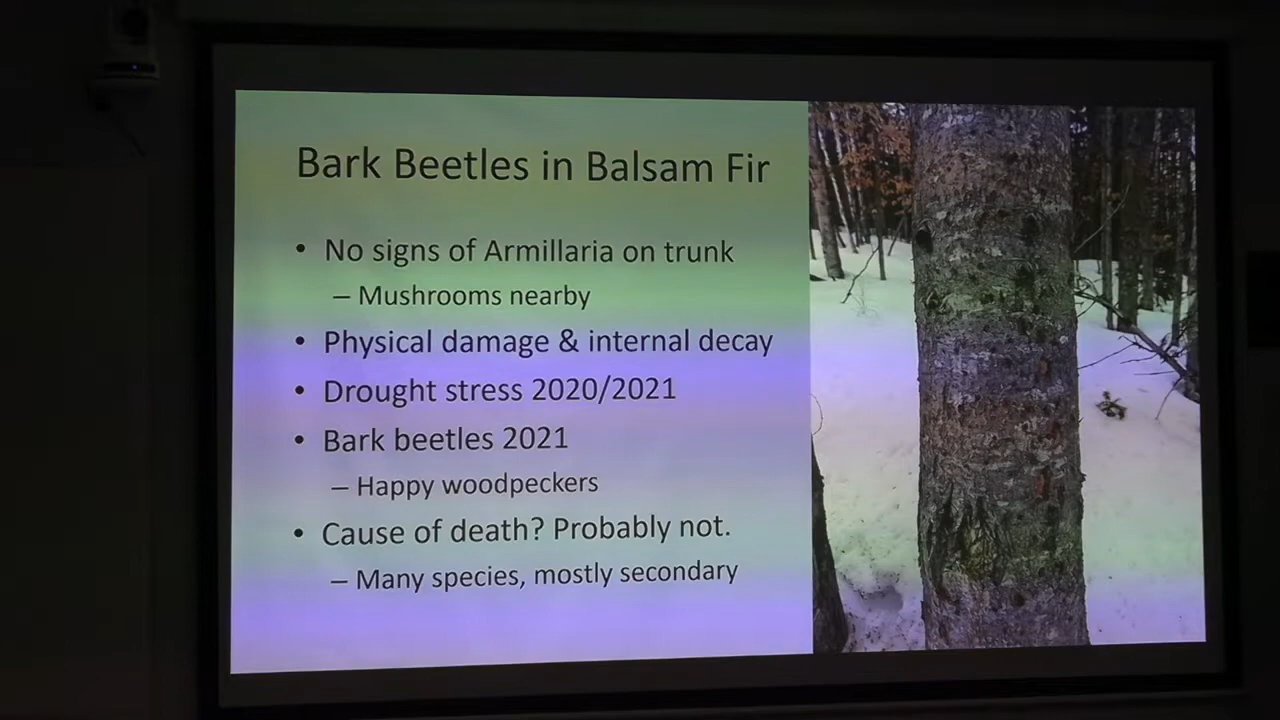 Bark Beetles in Balsam Fir
• No signs of Armillaria on trunk
– Mushrooms nearby
• Physical damage & internal decay
• Drought stress 2020/2021
• Bark beetles 2021
– Happy woodpeckers
• Cause of death? Probably not.
– Many species, mostly secondary